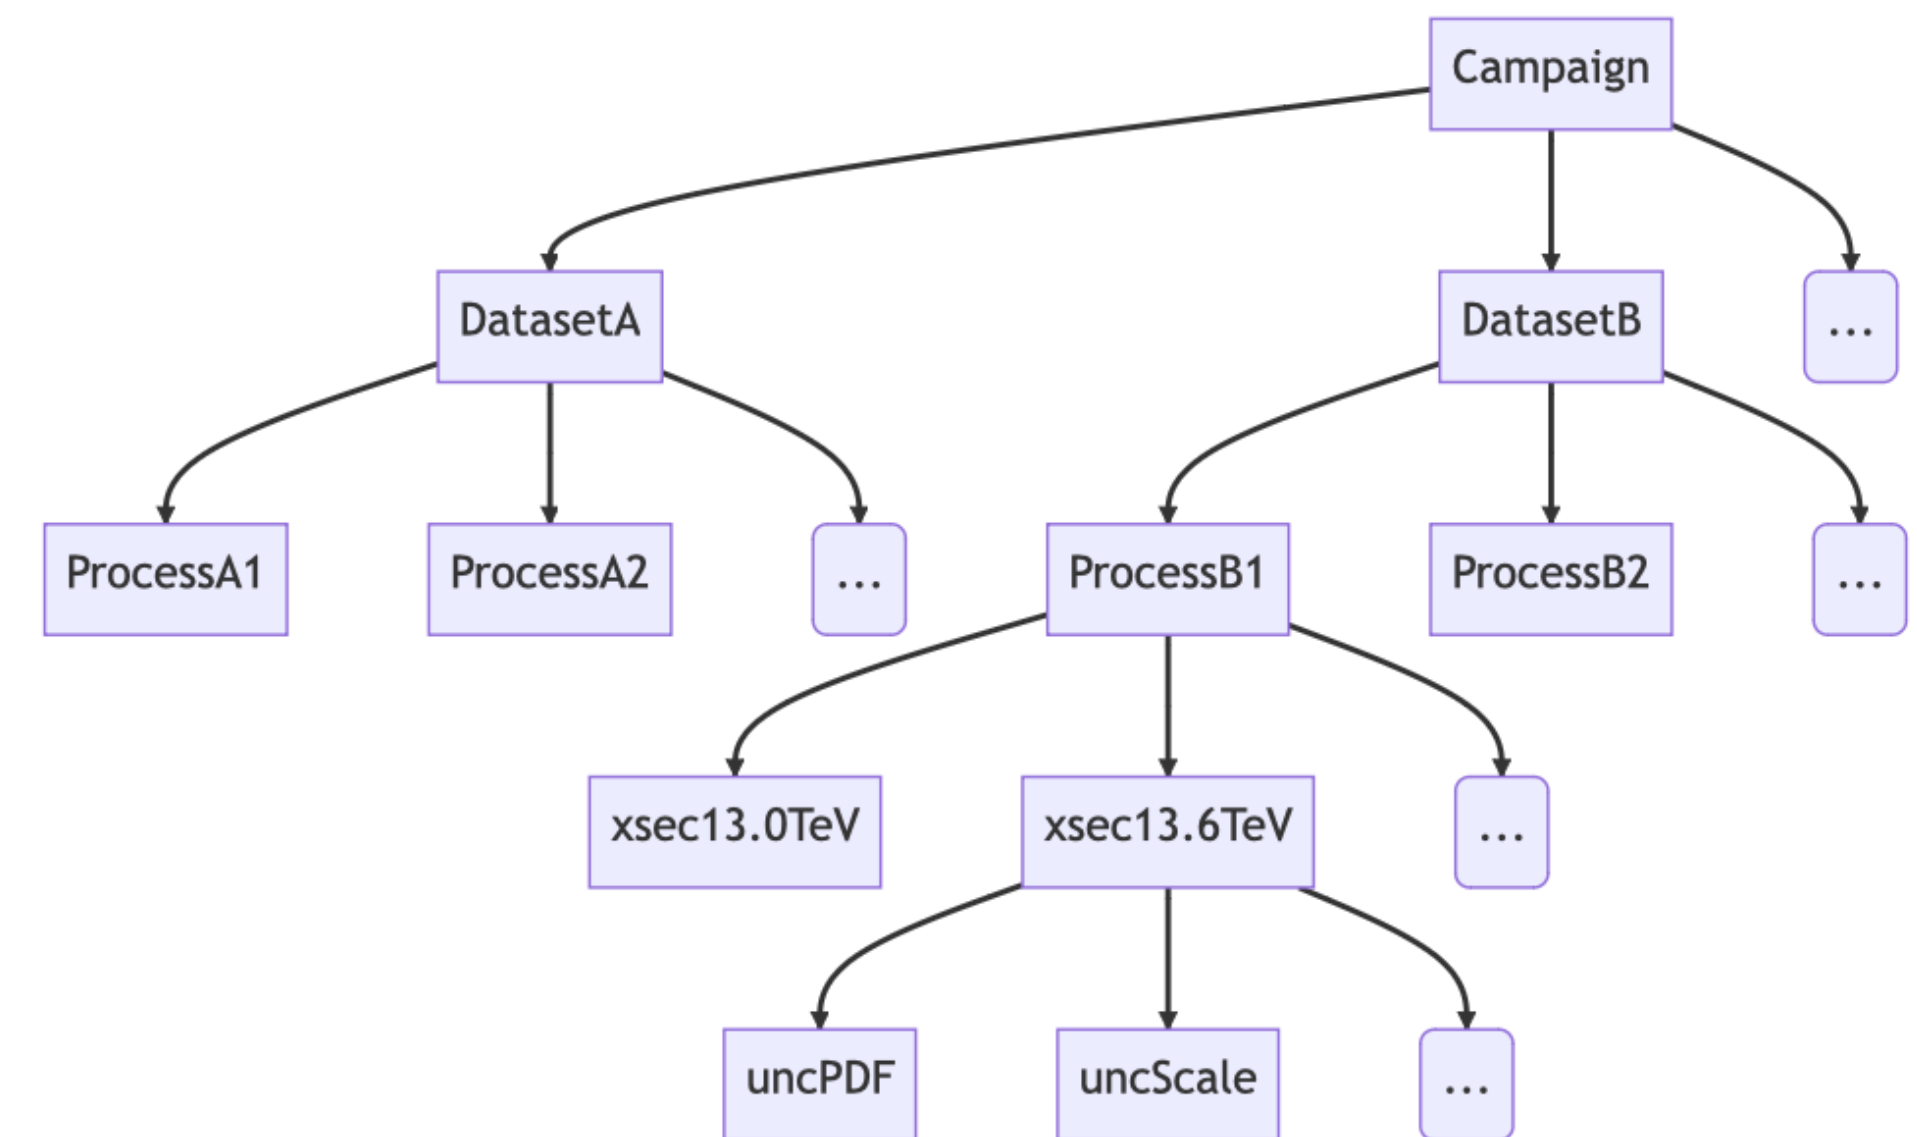 Campaign
DatasetA
DatasetB
...
ProcessA1
ProcessA2
...
ProcessB1
ProcessB2
...
xsec13.0TeV
xsec13.6TeV
...
uncPDF
uncScale
...